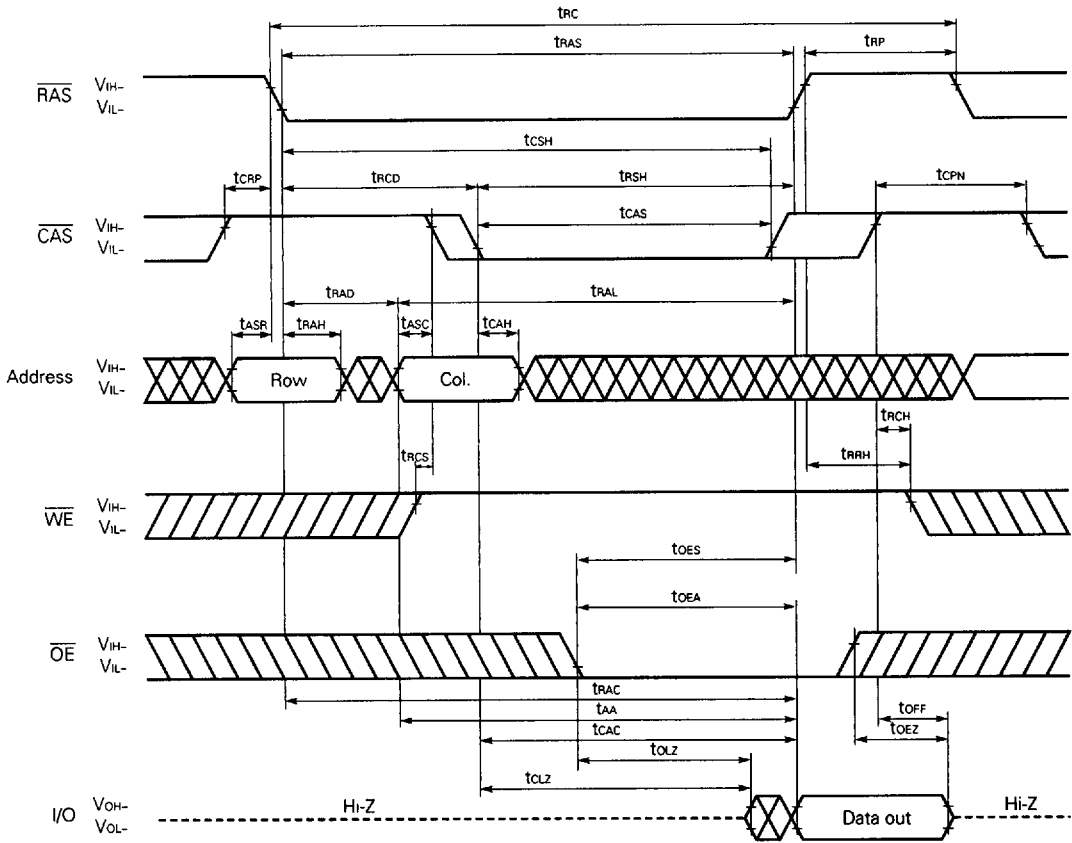 tRC
tRAS
tRP
RAS
VIH-
VIL-
tCSH
tCRP
tRCD
tRSH
tCPN
CAS
VIH-
VIL-
tCAS
tRAD
tRAL
tASR
tRAH
tASC
tCAH
Address
VIH-
VIL-
Row
Col.
tRCH
tRRH
tRCS
WE
VIH-
VIL-
tOES
tOEA
OE
VIH-
VIL-
tRAC
tAA
tOFF
tCAC
tOEZ
tOLZ
tCLZ
I/O
VOH-
VOL-
Hi-Z
Data out
Hi-Z